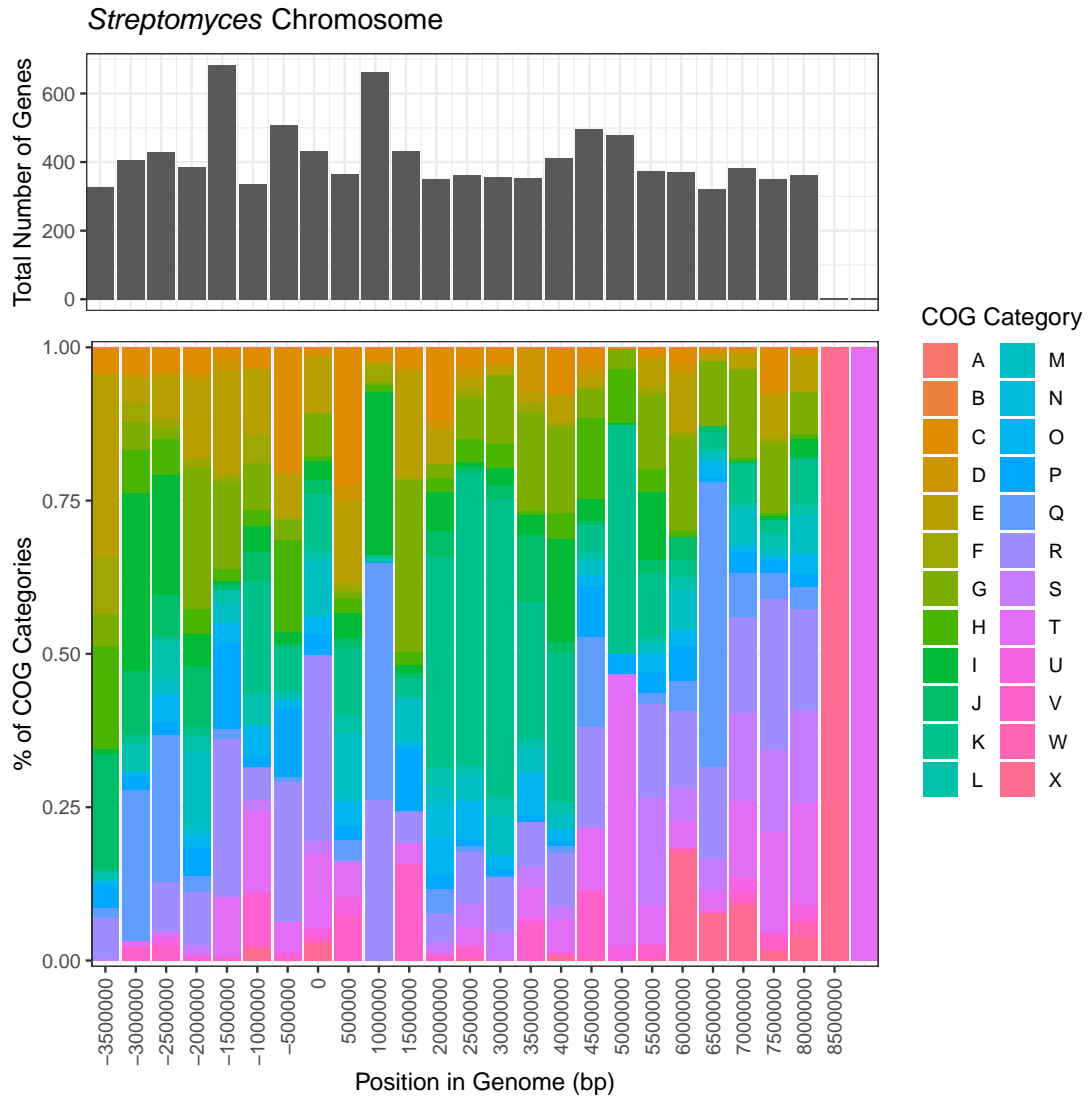 Streptomyces Chromosome
Total Number of Genes
600
400
200
0
% of COG Categories
1.00
0.75
0.50
0.25
0.00
−3500000
−3000000
−2500000
−2000000
−1500000
−1000000
−500000
0
500000
1000000
1500000
2000000
2500000
3000000
3500000
4000000
4500000
5000000
5500000
6000000
6500000
7000000
7500000
8000000
8500000
Position in Genome (bp)
COG Category
A M
B N
C O
D P
E Q
F R
G S
H T
I U
J V
K W
L X